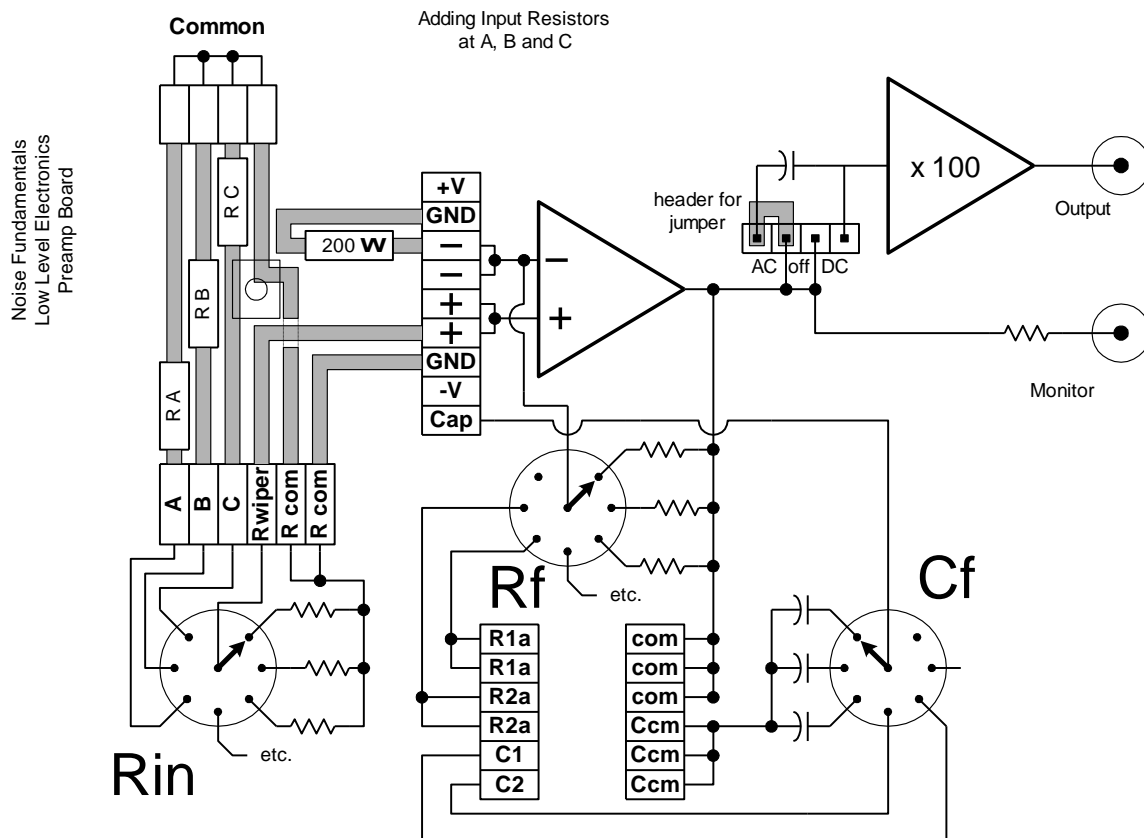 Adding Input Resistors
at A, B and C
Common
Noise Fundamentals
Low Level Electronics
Preamp Board
R A
R B
R C
200 W
+V
GND
−
−
+
+
GND
-V
Cap
−
+
x 100
header for
jumper
AC off DC
Output
Monitor
A
B
C
Rwiper
R com
R com
Rin
etc.
Rf
etc.
Cf
R1a
R1a
R2a
R2a
C1
C2
com
com
com
Ccm
Ccm
Ccm